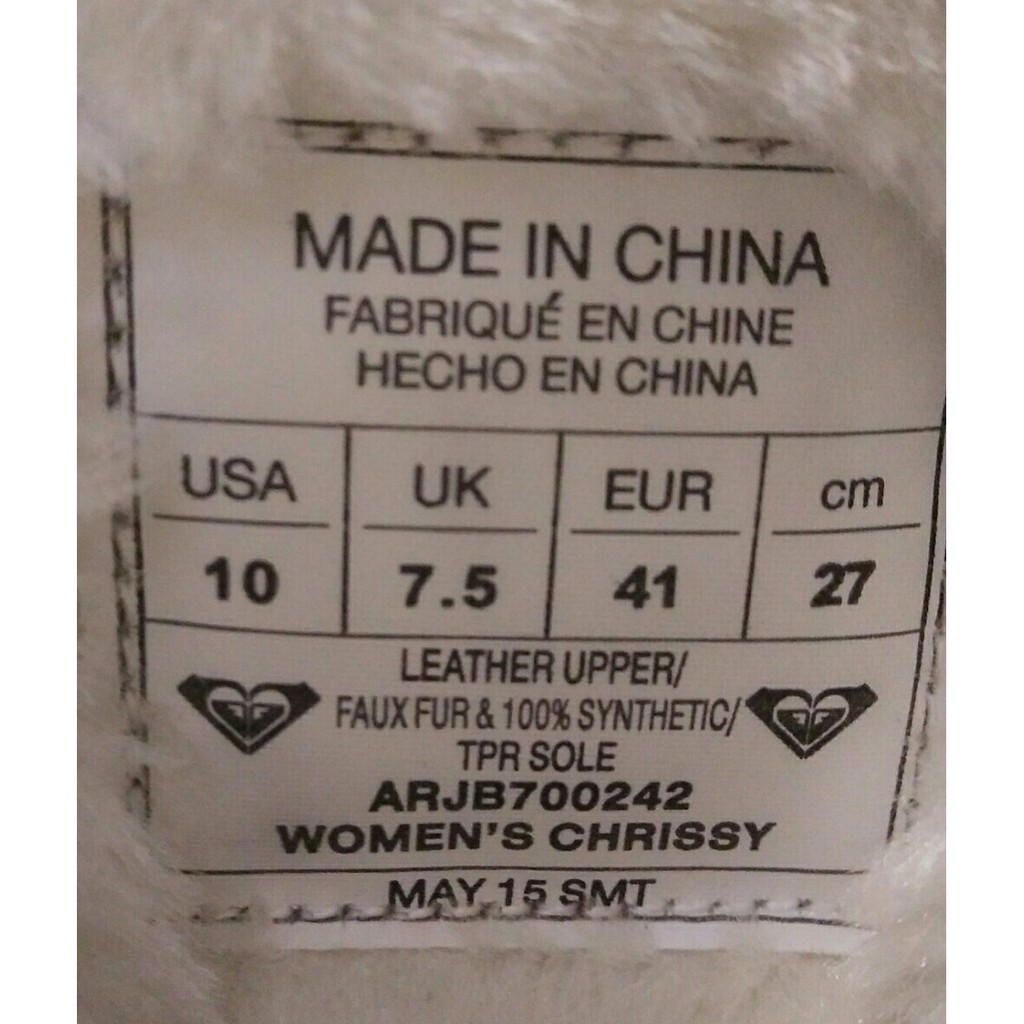 MADE IN CHINA
FABRIQUÉ EN CHINE
HECHO EN CHINA
USA UK EUR cm
10 7.5 41 27
LEATHER UPPER/
FAUX FUR & 100% SYNTHETIC/
TPR SOLE
ARJB700242
WOMEN'S CHRISSY
MAY 15 SMT